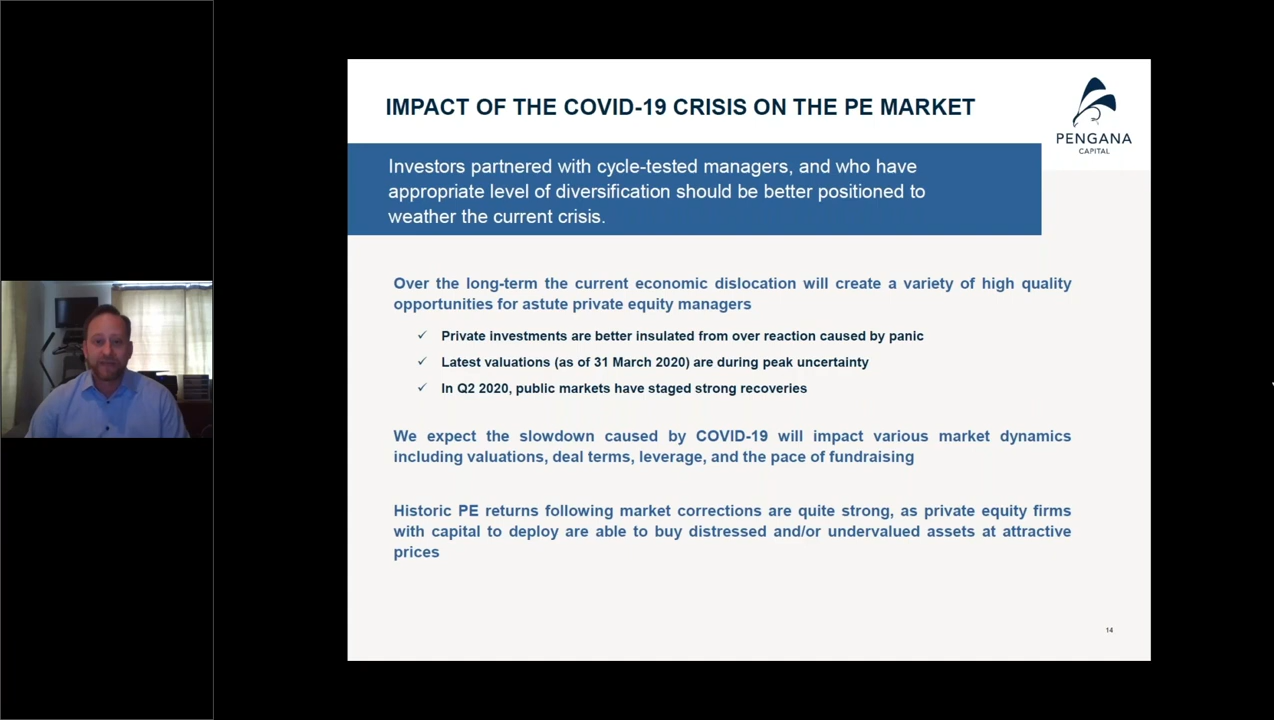 IMPACT OF THE COVID-19 CRISIS ON THE PE MARKET
PENGANA
CAPITAL
Investors partnered with cycle-tested managers, and who have
appropriate level of diversification should be better positioned to
weather the current crisis.
Over the long-term the current economic dislocation will create a variety of high quality
opportunities for astute private equity managers
✓ Private investments are better insulated from over reaction caused by panic
✓ Latest valuations (as of 31 March 2020) are during peak uncertainty
✓ In Q2 2020, public markets have staged strong recoveries
We expect the slowdown caused by COVID-19 will impact various market dynamics
including valuations, deal terms, leverage, and the pace of fundraising
Historic PE returns following market corrections are quite strong, as private equity firms
with capital to deploy are able to buy distressed and/or undervalued assets at attractive
prices
14